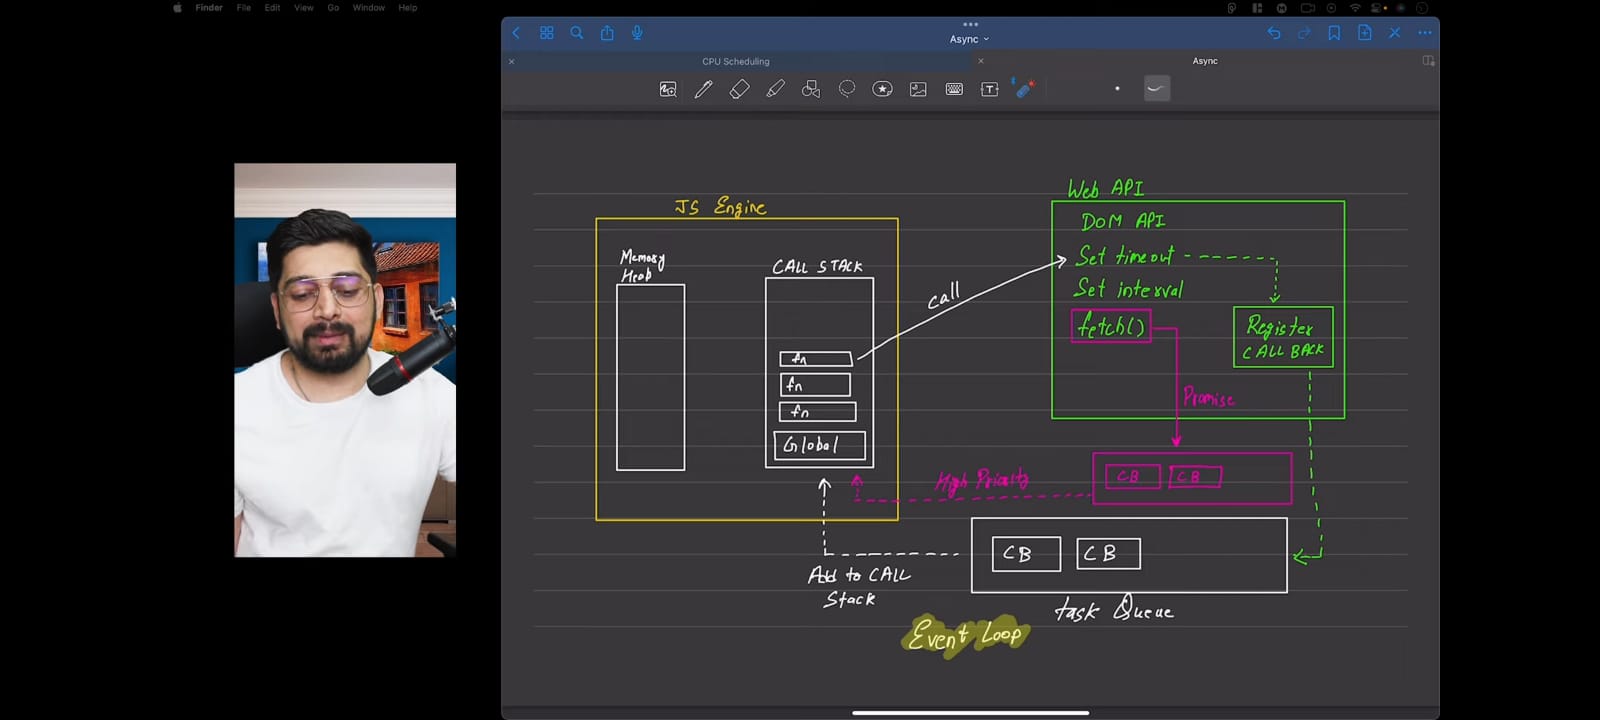 Finder File Edit View Go Window Help
Async
CPU Scheduling
Async
Web API
JS Engine
DOM API
Memory
Heap
CALL STACK
Set timeout
call
Set interval
fetch()
Register
CALL BACK
fn
fn
fn
Promise
Global
High Priority
CB CB
CB CB
Add to CALL
Stack
task Queue
Event Loop